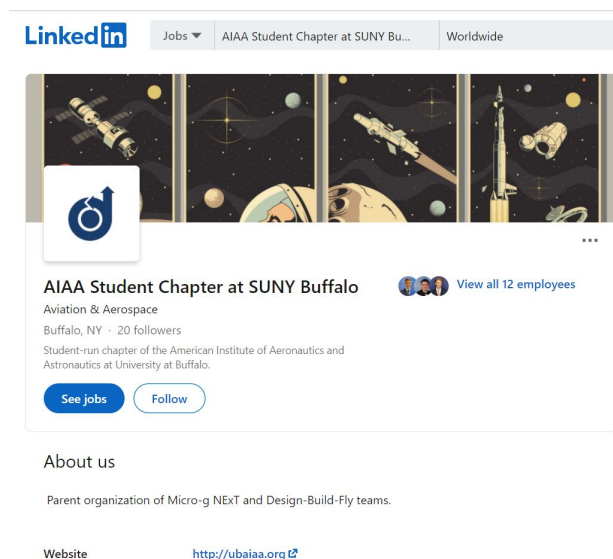 LinkedIn
Jobs AIAA Student Chapter at SUNY Bu... Worldwide
AIAA Student Chapter at SUNY Buffalo
View all 12 employees
Aviation & Aerospace
Buffalo, NY · 20 followers
Student-run chapter of the American Institute of Aeronautics and
Astronautics at University at Buffalo.
See jobs Follow
About us
Parent organization of Micro-g NExT and Design-Build-Fly teams.
Website http://ubaiaa.org